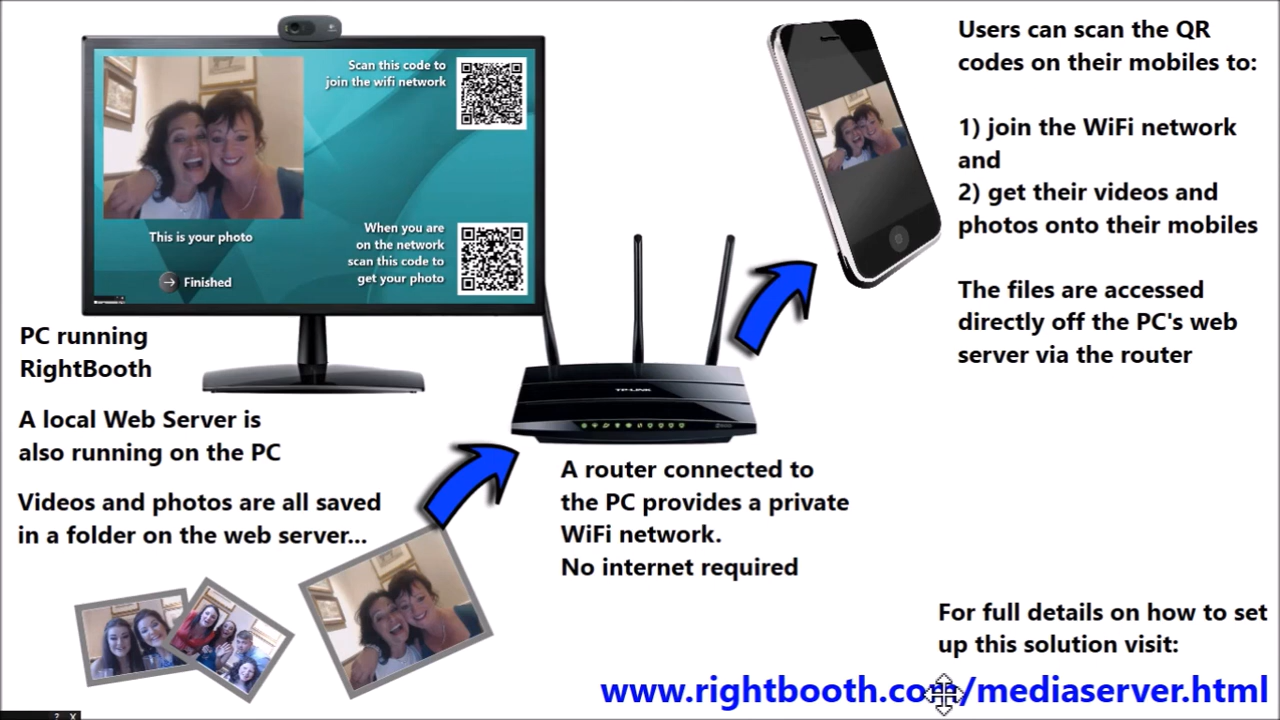 Scan this code to
join the wifi network
This is your photo
When you are
on the network
scan this code to
get your photo
Finished
PC running
RightBooth
A local Web Server is
also running on the PC
Videos and photos are all saved
in a folder on the web server...
TP-LINK
A router connected to
the PC provides a private
WiFi network.
No internet required
Users can scan the QR
codes on their mobiles to:
1) join the WiFi network
and
2) get their videos and
photos onto their mobiles
The files are accessed
directly off the PC's web
server via the router
For full details on how to set
up this solution visit:
www.rightbooth.com/mediaserver.html
? X